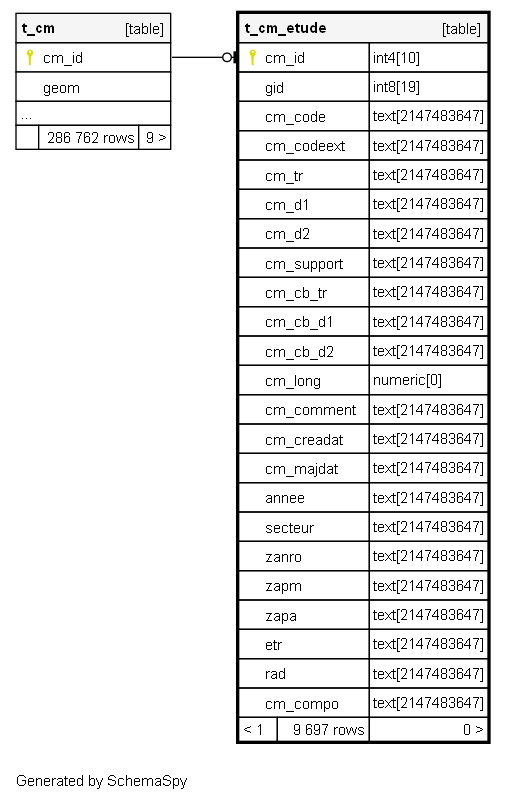 t_cm [table]
cm_id
geom
...
286 762 rows 9 >
t_cm_etude [table]
cm_id int4[10]
gid int8[19]
cm_code text[2147483647]
cm_codeext text[2147483647]
cm_tr text[2147483647]
cm_d1 text[2147483647]
cm_d2 text[2147483647]
cm_support text[2147483647]
cm_cb_tr text[2147483647]
cm_cb_d1 text[2147483647]
cm_cb_d2 text[2147483647]
cm_long numeric[0]
cm_comment text[2147483647]
cm_creadat text[2147483647]
cm_majdat text[2147483647]
annee text[2147483647]
secteur text[2147483647]
zanro text[2147483647]
zapm text[2147483647]
zapa text[2147483647]
etr text[2147483647]
rad text[2147483647]
cm_compo text[2147483647]
< 1 9 697 rows 0 >
Generated by SchemaSpy